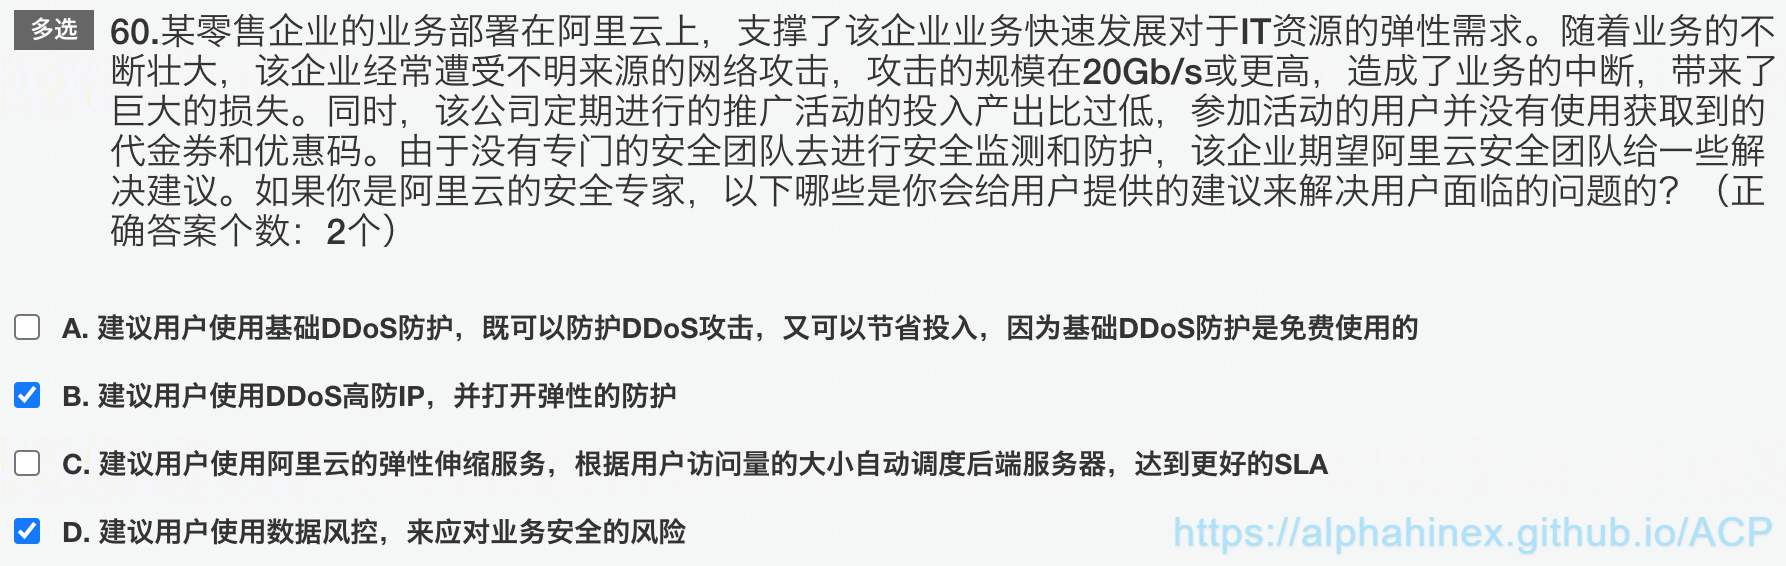 多选
60.某零售企业的业务部署在阿里云上，支撑了该企业业务快速发展对于IT资源的弹性需求。随着业务的不
断壮大，该企业经常遭受不明来源的网络攻击，攻击的规模在20Gb/s或更高，造成了业务的中断，带来了
巨大的损失。同时，该公司定期进行的推广活动的投入产出比过低，参加活动的用户并没有使用获取到的
代金券和优惠码。由于没有专门的安全团队去进行安全监测和防护，该企业期望阿里云安全团队给一些解
决建议。如果你是阿里云的安全专家，以下哪些是你会给用户提供的建议来解决用户面临的问题的？（正
确答案个数：2个）
A. 建议用户使用基础DDoS防护，既可以防护DDoS攻击，又可以节省投入，因为基础DDoS防护是免费使用的
B. 建议用户使用DDoS高防IP，并打开弹性的防护
C. 建议用户使用阿里云的弹性伸缩服务，根据用户访问量的大小自动调度后端服务器，达到更好的SLA
D. 建议用户使用数据风控，来应对业务安全的风险
https://alphahinex.github.io/ACP